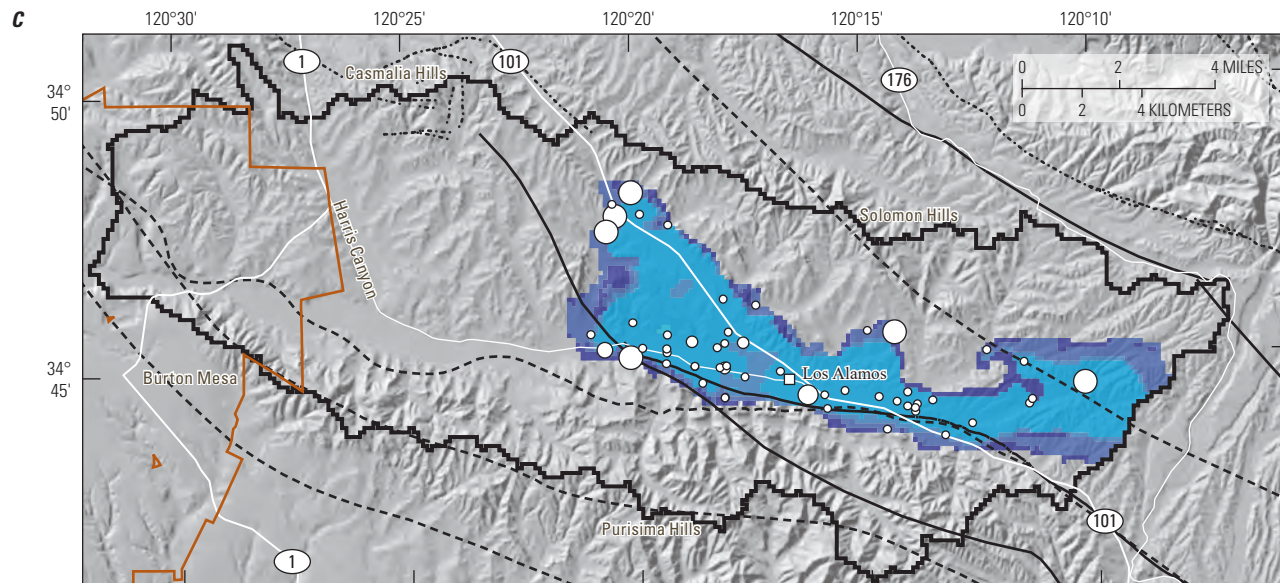 C
120°30'
120°25'
120°20'
120°14'
120°10'
1
101
176
0 2 4 MILES
0 2 4 KILOMETERS
Casmalia Hills
34°
50'
Solomon Hills
Harris Canyon
34°
45'
Los Alamos
Burton Mesa
Purisima Hills
101
1